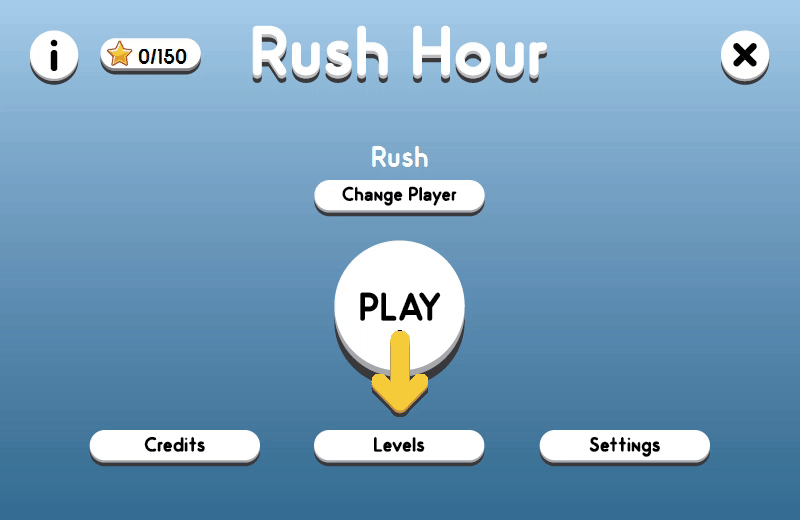 i
0/150
Rush Hour
Rush
Change Player
PLAY
Credits
Levels
Settings